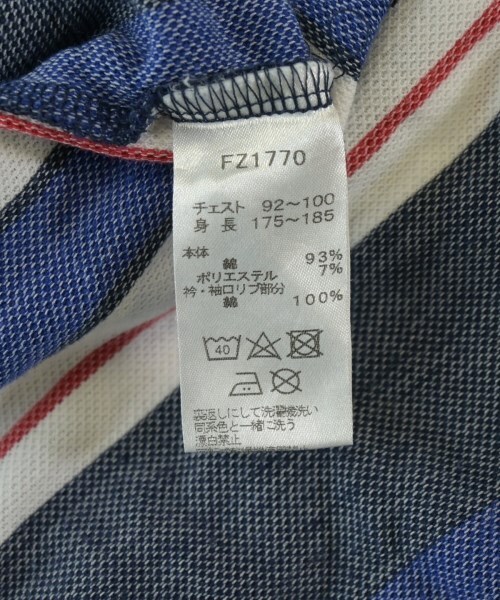 FZ1770
チェスト 92～100
身 長 175～185
本体
綿 93%
ポリエステル 7%
衿・袖口リブ部分
綿 100%
40
裏返しにして洗濯機洗い
同系色と一緒に洗う
漂白禁止